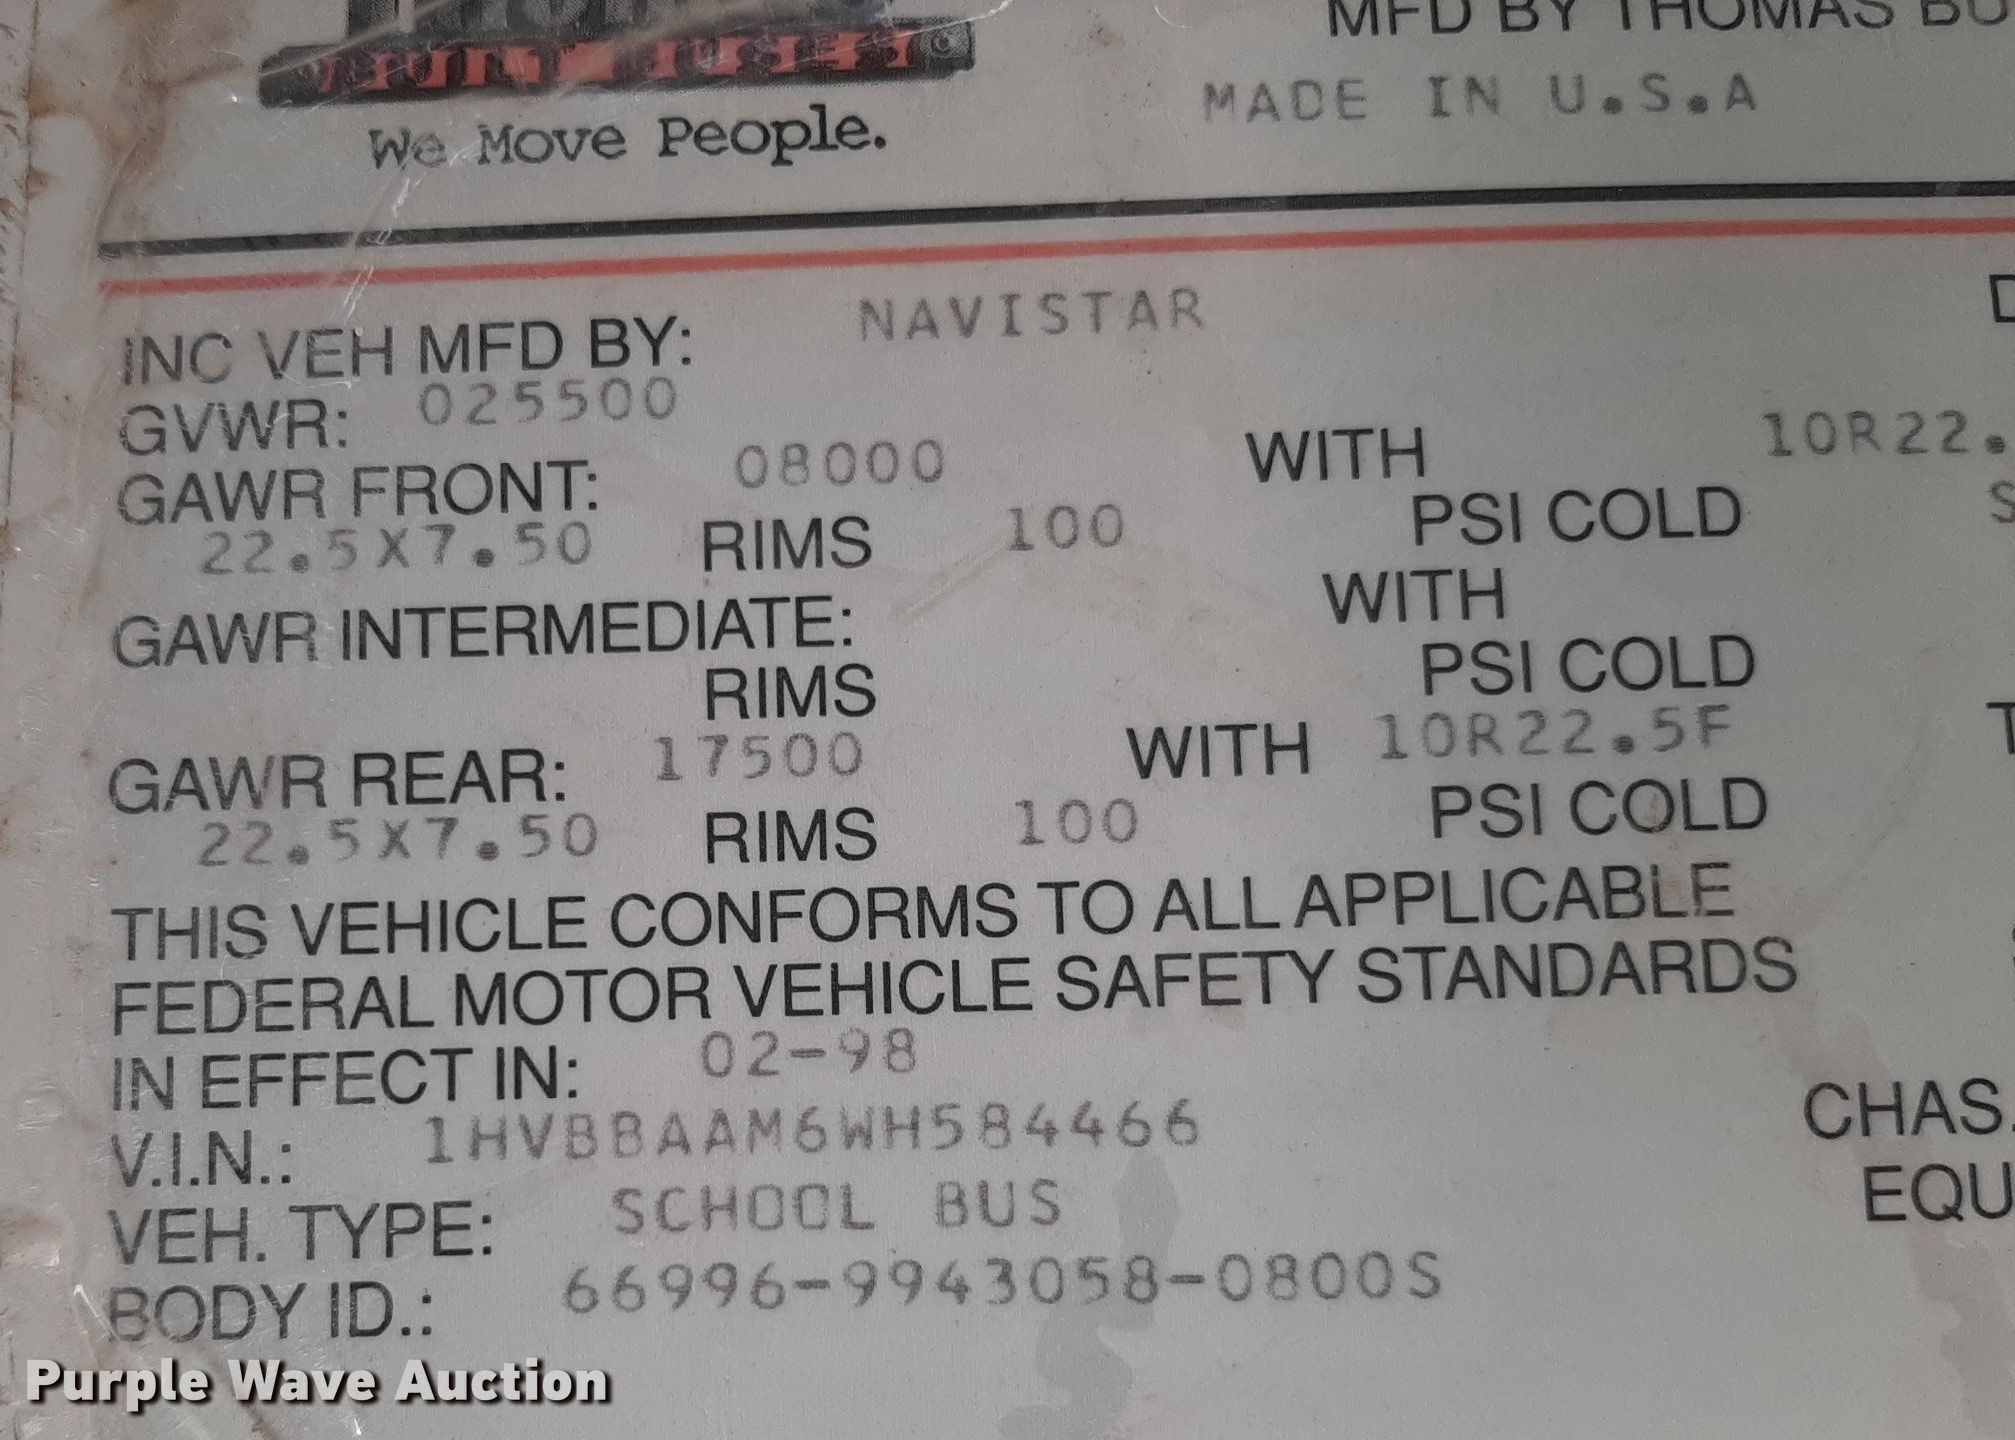 MFD BY THOMAS BU
We Move People.
MADE IN U.S.A
INC VEH MFD BY: NAVISTAR
GVWR: 025500
GAWR FRONT: 08000 WITH 10R22.
22.5X7.50 RIMS 100 PSI COLD
GAWR INTERMEDIATE: WITH
RIMS PSI COLD
GAWR REAR: 17500 WITH 10R22.5F
22.5X7.50 RIMS 100 PSI COLD
THIS VEHICLE CONFORMS TO ALL APPLICABLE
FEDERAL MOTOR VEHICLE SAFETY STANDARDS
IN EFFECT IN: 02-98
V.I.N.: 1HVBBAAM6WH584466 CHAS.
VEH. TYPE: SCHOOL BUS EQU
BODY ID.: 66996-9943058-0800S
Purple Wave Auction